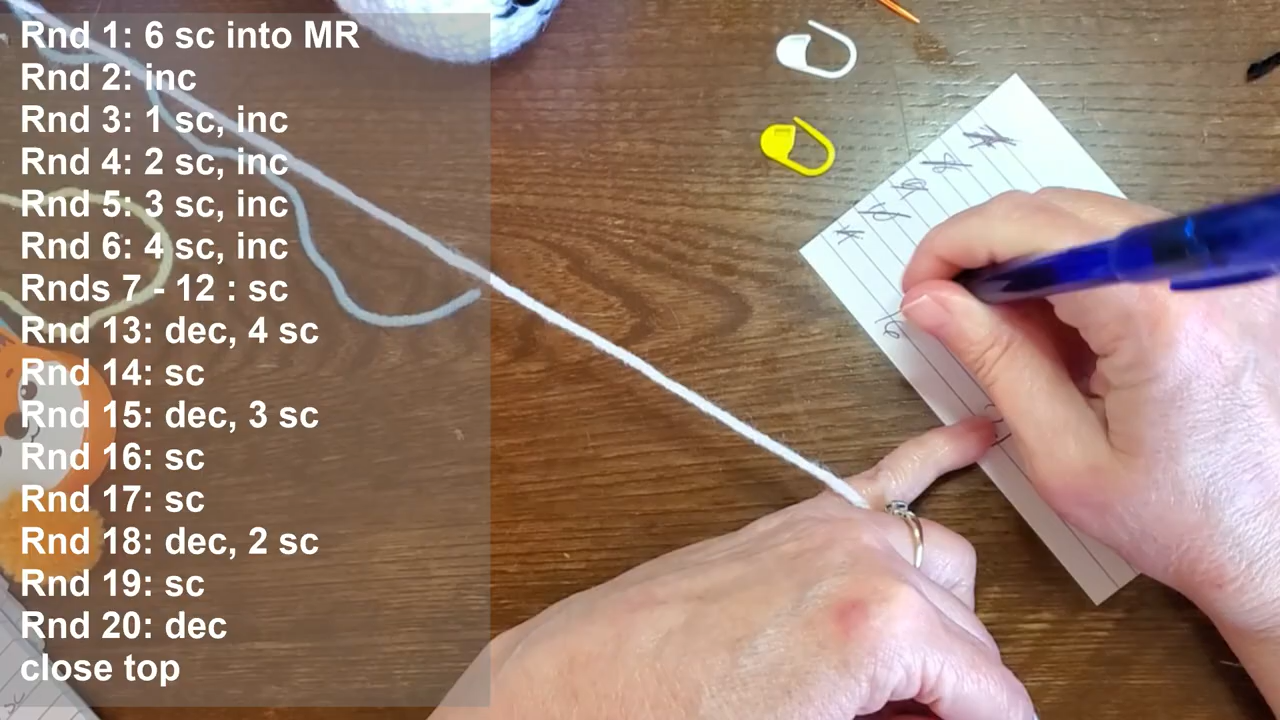 Rnd 1: 6 sc into MR
Rnd 2: inc
Rnd 3: 1 sc, inc
Rnd 4: 2 sc, inc
Rnd 5: 3 sc, inc
Rnd 6: 4 sc, inc
Rnds 7 - 12 : sc
Rnd 13: dec, 4 sc
Rnd 14: sc
Rnd 15: dec, 3 sc
Rnd 16: sc
Rnd 17: sc
Rnd 18: dec, 2 sc
Rnd 19: sc
Rnd 20: dec
close top